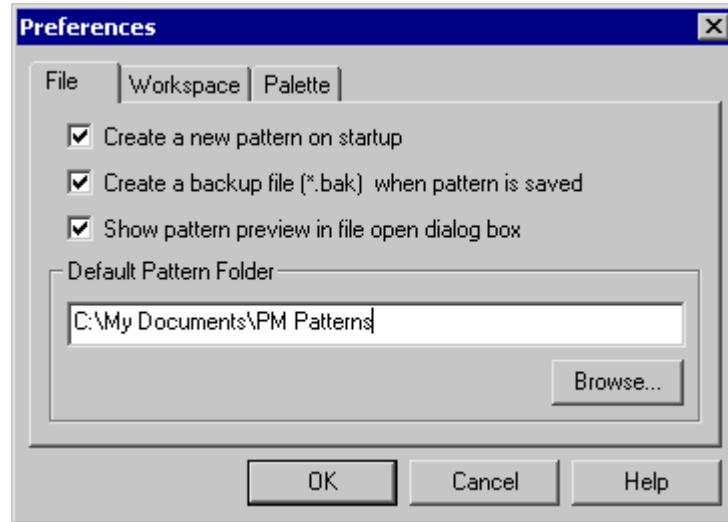 Preferences
File Workspace Palette
Create a new pattern on startup
Create a backup file (*.bak) when pattern is saved
Show pattern preview in file open dialog box
Default Pattern Folder
C:\My Documents\PM Patterns
Browse...
OK Cancel Help